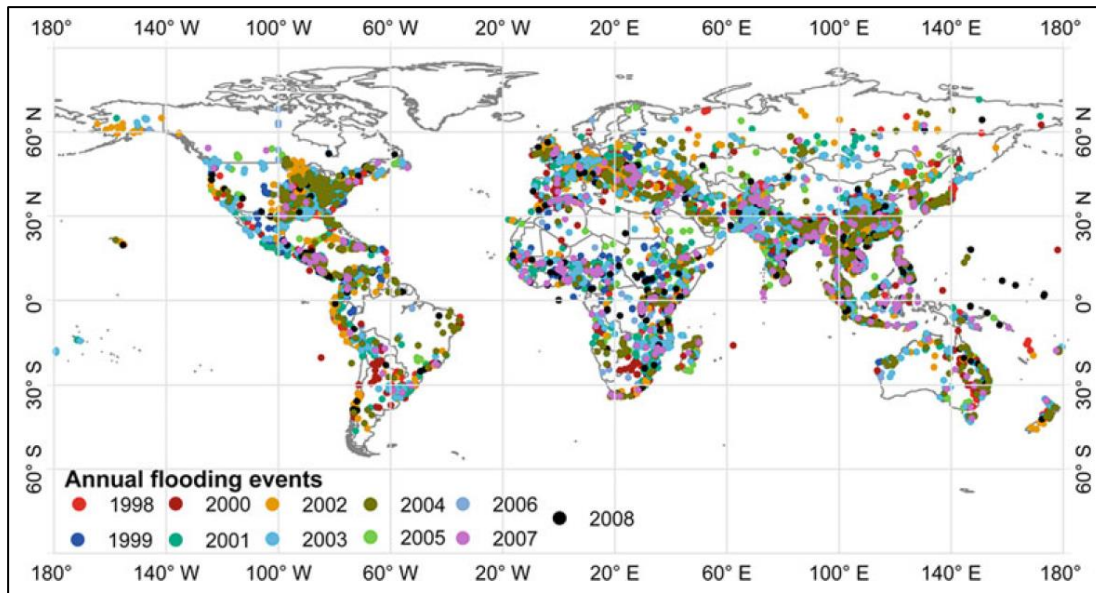 180° 140° W 100° W 60° W 20° W 20° E 60° E 100° E 140° E 180°
60° N 60° N
30° N 30° N
0° 0°
30° S 30° S
60° S 60° S
Annual flooding events
1998 2000 2002 2004 2006 2008
1999 2001 2003 2005 2007
180° 140° W 100° W 60° W 20° W 20° E 60° E 100° E 140° E 180°